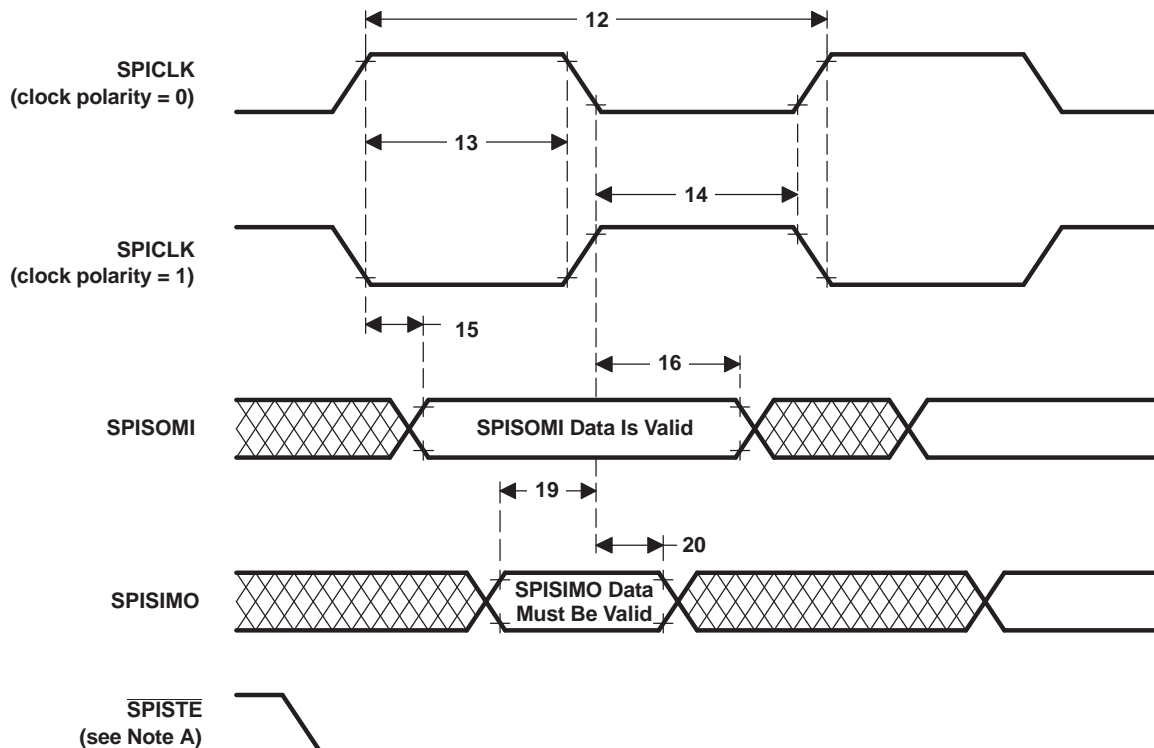 12
SPICLK
(clock polarity = 0)
13
14
SPICLK
(clock polarity = 1)
15
16
SPISOMI
SPISOMI Data Is Valid
19
20
SPISIMO
SPISIMO Data
Must Be Valid
SPISTE
(see Note A)